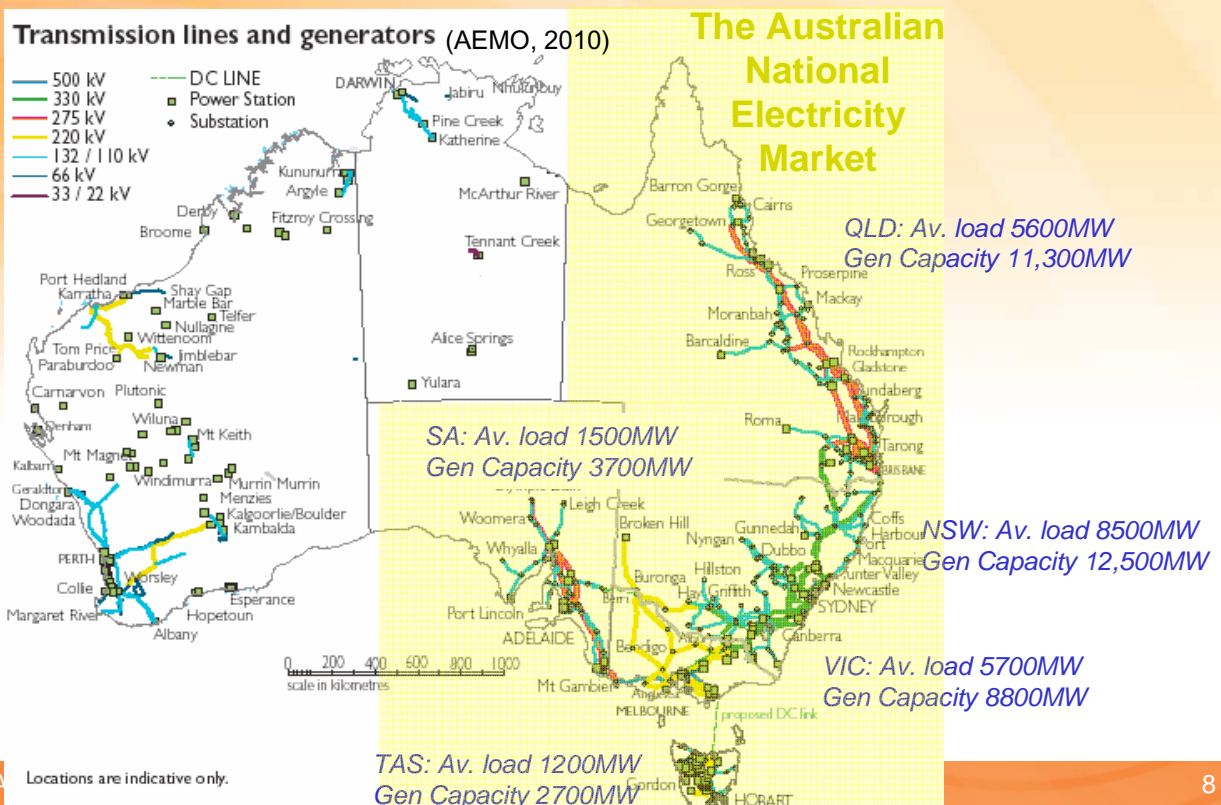 Transmission lines and generators (AEMO, 2010)
The Australian
National
Electricity
Market
500 kV
330 kV
275 kV
220 kV
132 / 110 kV
66 kV
33 / 22 kV
DC LINE
Power Station
Substation
DARWIN
Jabiru
Nhulunbuy
Pine Creek
Katherine
Kununurra
Argyle
McArthur River
Derby
Fitzroy Crossing
Broome
Tennant Creek
Barron Gorge
Cairns
Georgetown
QLD: Av. load 5600MW
Gen Capacity 11,300MW
Ross
Proserpine
Mackay
Moranbah
Barcaldine
Port Hedland
Karratha
Shay Gap
Marble Bar
Telfer
Nullagine
Wittenoom
Tom Price
Jimblebar
Paraburdoo
Newman
Alice Springs
Yulara
Rockhampton
Gladstone
Bundaberg
Maryborough
Roma
Tarong
BRISBANE
Carnarvon
Plutonic
Denham
Wiluna
Mt Keith
Mt Magnet
Kalbarri
Windimurra
Murrin Murrin
Geraldton
Menzies
Dongara
Kalgoorlie/Boulder
Woodada
Kambalda
SA: Av. load 1500MW
Gen Capacity 3700MW
Leigh Creek
Woomera
Broken Hill
Whyalla
Port Lincoln
ADELAIDE
Gunnedah
Coffs
Harbour
Nyngan
Dubbo
Port
Macquarie
NSW: Av. load 8500MW
Gen Capacity 12,500MW
Hunter Valley
Newcastle
SYDNEY
Hillston
Buronga
Hay
Griffith
Berri
Canberra
Bendigo
Albury
PERTH
Worsley
Collie
Margaret River
Albany
Hopetoun
Esperance
0 200 400 600 800 1000
scale in kilometres
Mt Gambier
MELBOURNE
VIC: Av. load 5700MW
Gen Capacity 8800MW
proposed DC link
TAS: Av. load 1200MW
Gen Capacity 2700MW
Gordon
HOBART
Locations are indicative only.
8